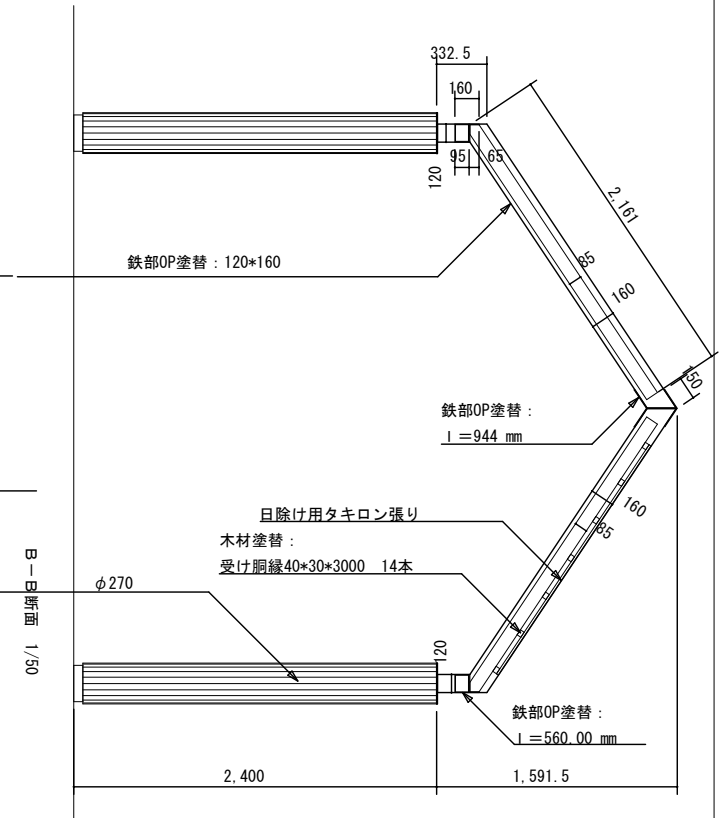 332.5
160
95
65
120
2,161
鉄部OP塗替：120*160
85
160
150
鉄部OP塗替：
l＝944 mm
日除け用タキロン張り
160
85
木材塗替：
受け胴縁40*30*3000 14本
B－B断面 1/50
φ270
120
鉄部OP塗替：
l＝560.00 mm
2,400
1,591.5